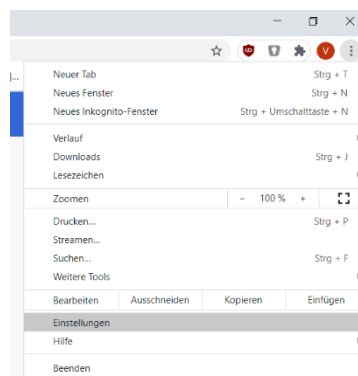 V
Neuer Tab Strg + T
Neues Fenster Strg + N
Neues Inkognito-Fenster Strg + Umschalttaste + N
Verlauf
Downloads Strg + J
Lesezeichen
Zoomen - 100 % +
Drucken... Strg + P
Streamen...
Suchen... Strg + F
Weitere Tools
Bearbeiten Ausschneiden Kopieren Einfügen
Einstellungen
Hilfe
Beenden